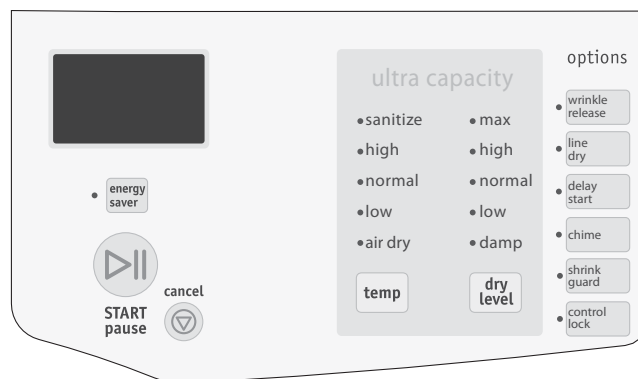 options
ultra capacity
wrinkle
release
sanitize
max
line
dry
high
high
energy
saver
normal
normal
delay
start
low
low
chime
air dry
damp
shrink
guard
START
pause
cancel
temp
dry
level
control
lock